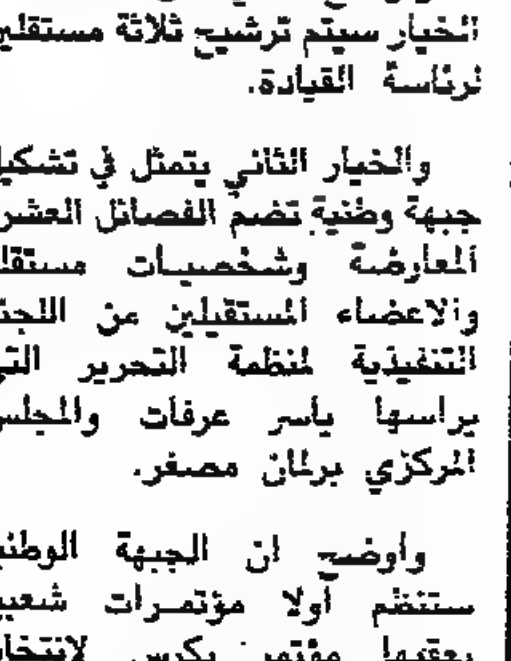 الخيار سيتم ترشيح ثلاثة مستقلين
لرئاسة القيادة.
والخيار الثاني يتمثل في تشكيل
جبهة وطنية تضم الفصائل العشر
المعارضة وشخصيات مستقلة
والاعضاء المستقيلين من اللجنة
التنفيذية لمنظمة التحرير التي
يراسها ياسر عرفات والمجلس
المركزي برلمان مصغر.
واوضح ان الجبهة الوطنية
ستنظم أولا مؤتمرات شعبية
يعقبها مؤتمر يكرس لانتخاب